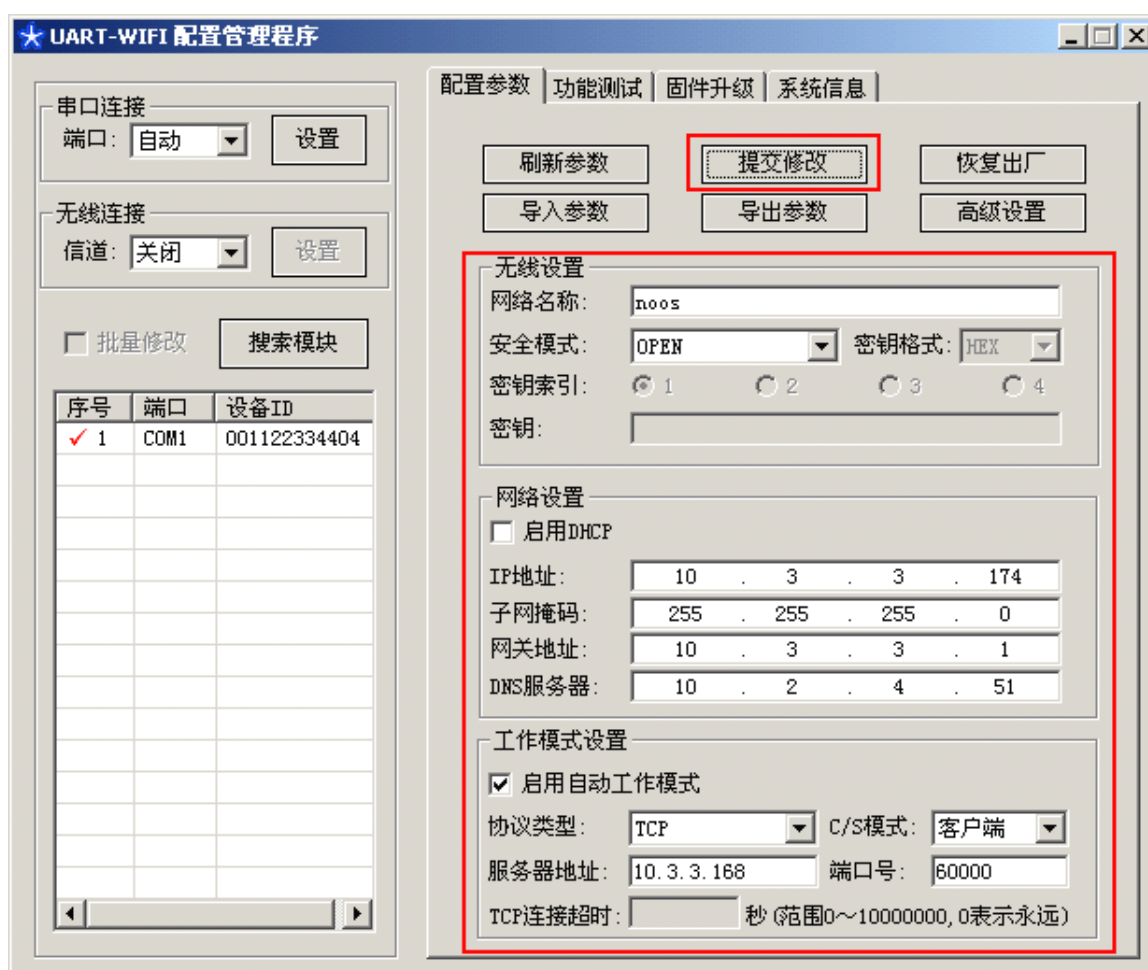 UART-WIFI 配置管理程序
串口连接
端口: 自动 设置
无线连接
信道: 关闭 设置
批量修改 搜索模块
序号 端口 设备ID
1 COM1 001122334404
配置参数 功能测试 固件升级 系统信息
刷新参数 提交修改 恢复出厂
导入参数 导出参数 高级设置
无线设置
网络名称: noos
安全模式: OPEN 密钥格式: HEX
密钥索引: 1 2 3 4
密钥:
网络设置
启用DHCP
IP地址: 10 . 3 . 3 . 174
子网掩码: 255 . 255 . 255 . 0
网关地址: 10 . 3 . 3 . 1
DNS服务器: 10 . 2 . 4 . 51
工作模式设置
启用自动工作模式
协议类型: TCP C/S模式: 客户端
服务器地址: 10.3.3.168 端口号: 60000
TCP连接超时: 秒(范围0～10000000,0表示永远)